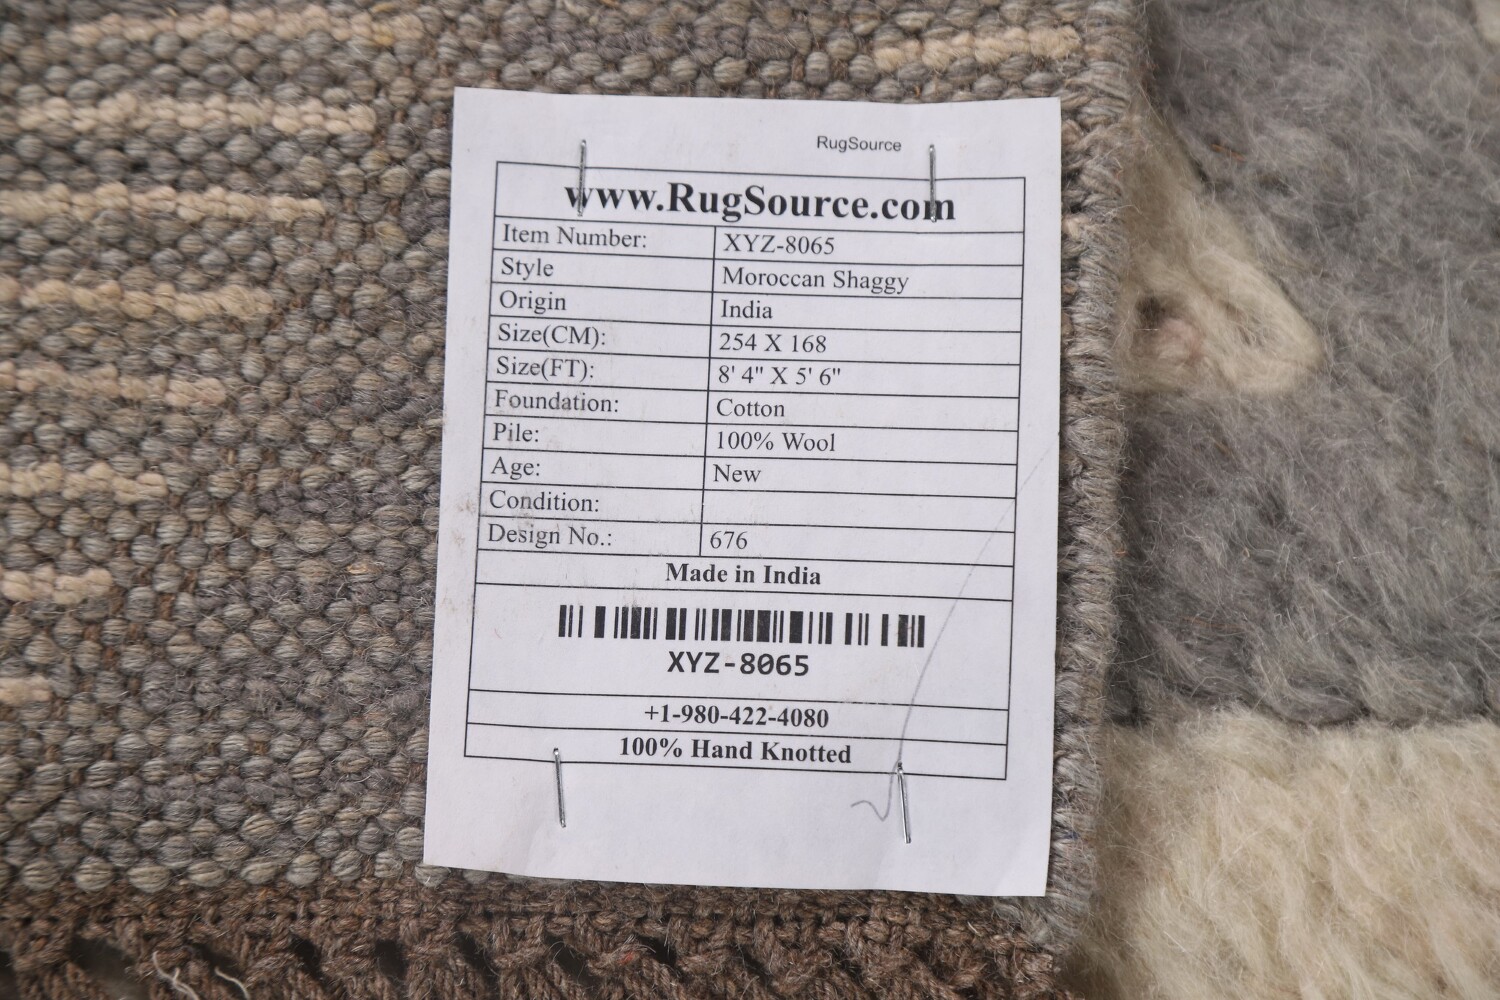 RugSource
www.RugSource.com
Item Number: XYZ-8065
Style Moroccan Shaggy
Origin India
Size(CM): 254 X 168
Size(FT): 8' 4" X 5' 6"
Foundation: Cotton
Pile: 100% Wool
Age: New
Condition:
Design No.: 676
Made in India
XYZ-8065
+1-980-422-4080
100% Hand Knotted